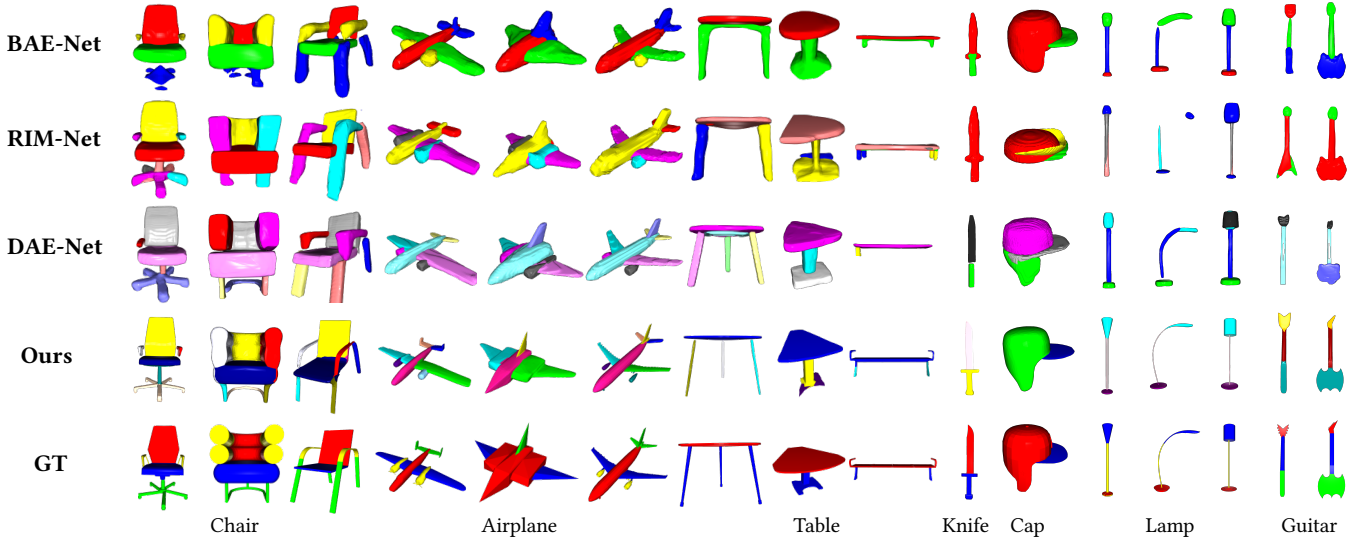 BAE-Net
RIM-Net
DAE-Net
Ours
GT
Chair Airplane Table Knife Cap Lamp Guitar